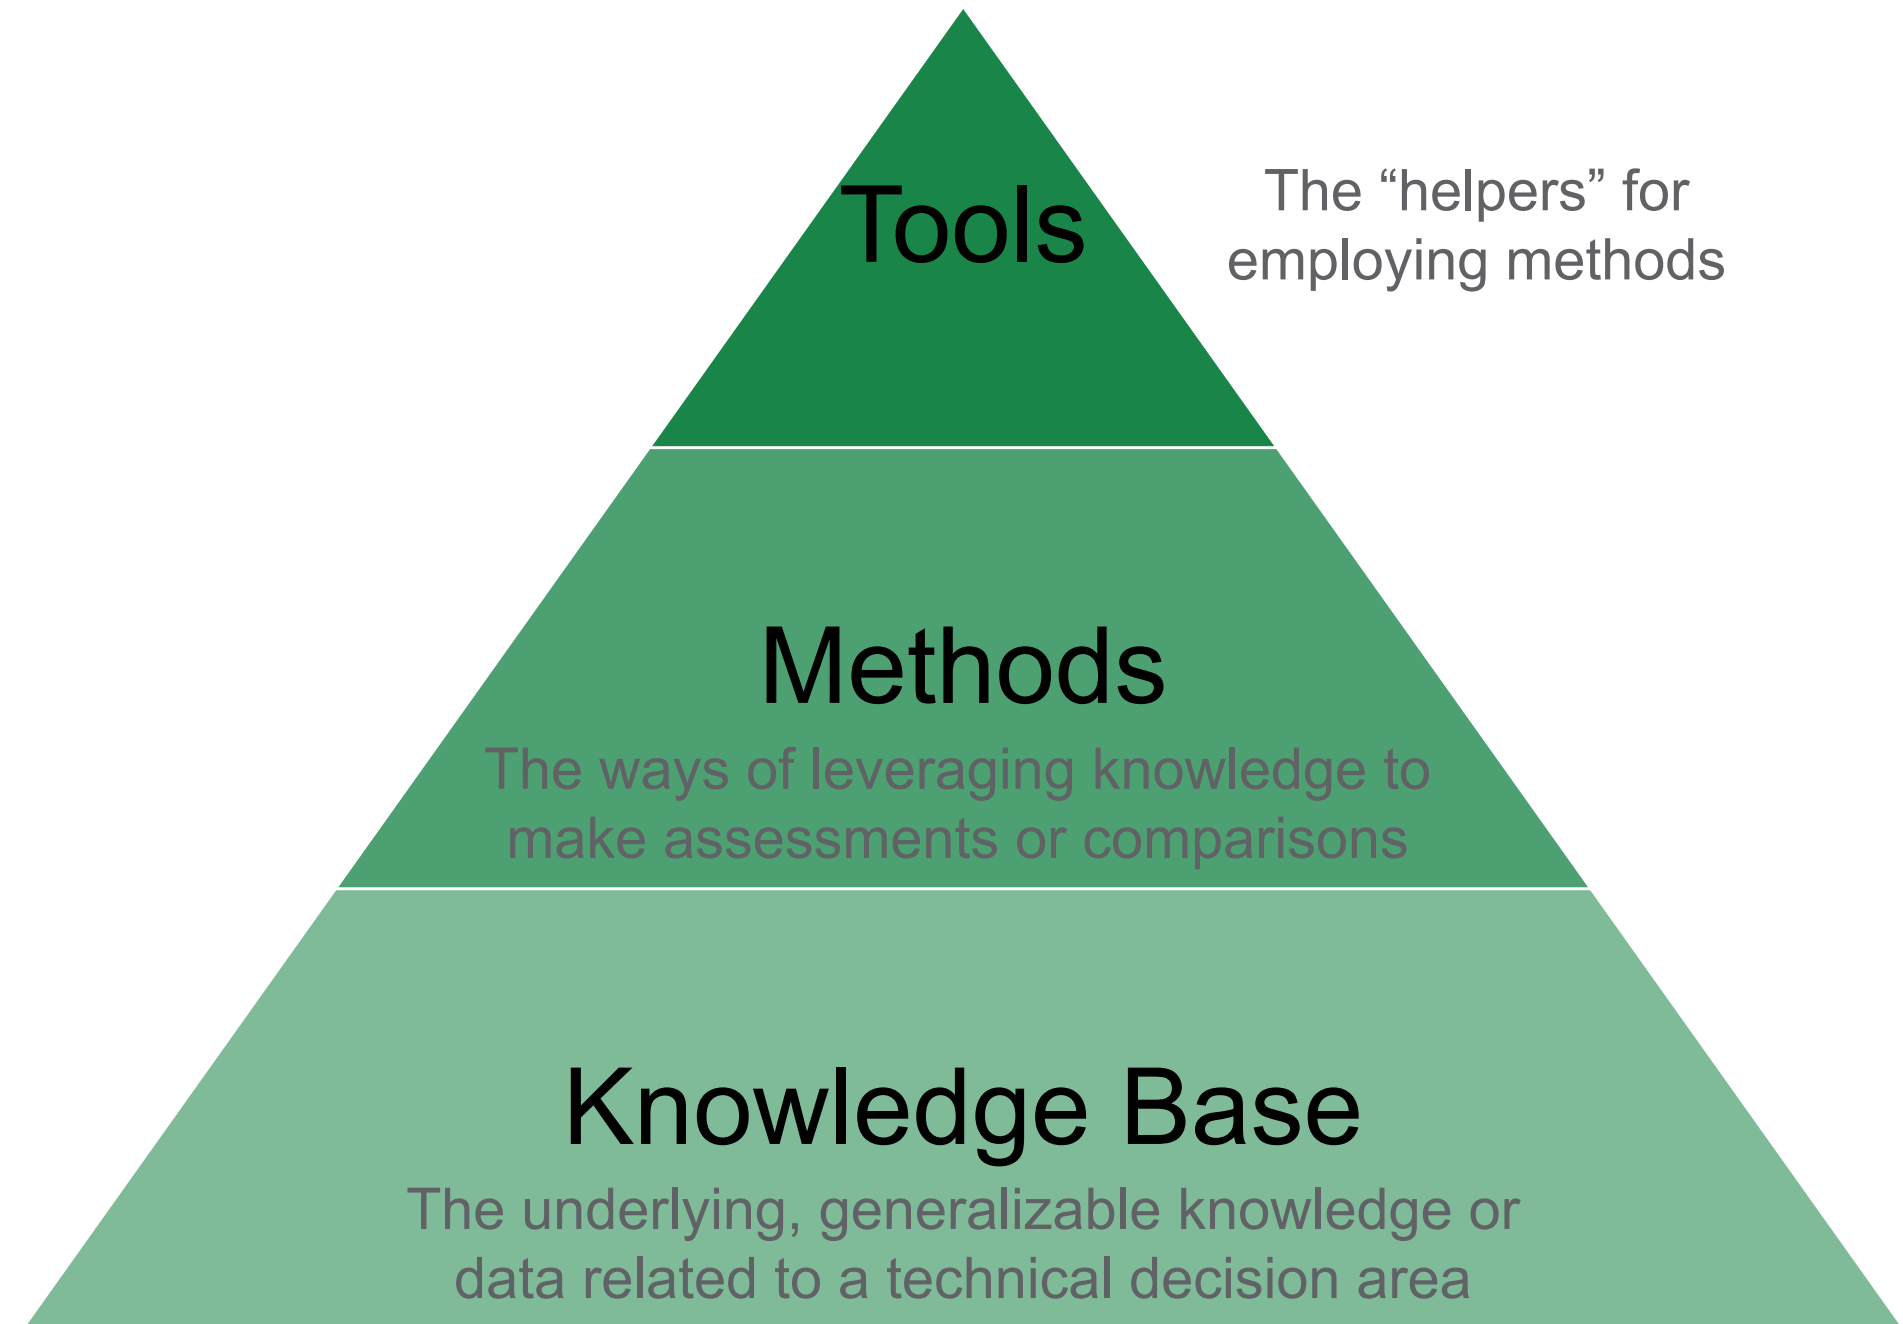 Tools
The “helpers” for
employing methods
Methods
The ways of leveraging knowledge to
make assessments or comparisons
Knowledge Base
The underlying, generalizable knowledge or
data related to a technical decision area